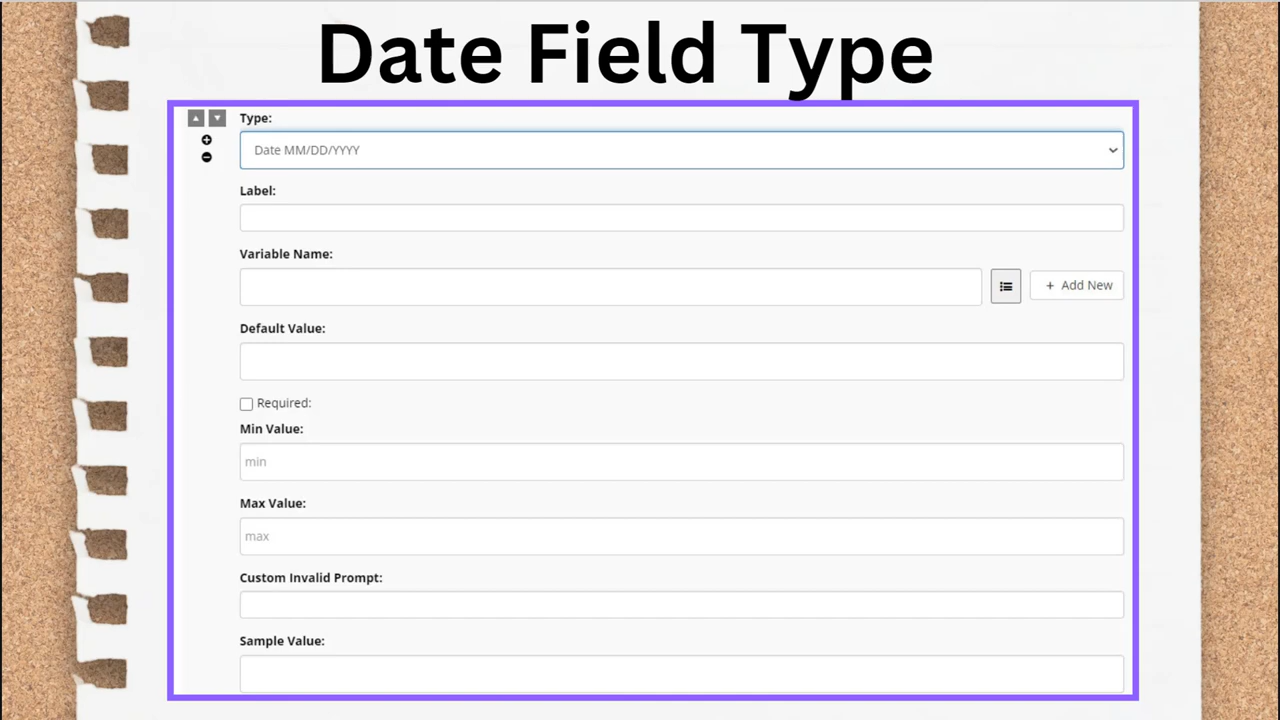 Date Field Type
Type:
Date MM/DD/YYYY
Label:
Variable Name:
+ Add New
Default Value:
Required:
Min Value:
min
Max Value:
max
Custom Invalid Prompt:
Sample Value: